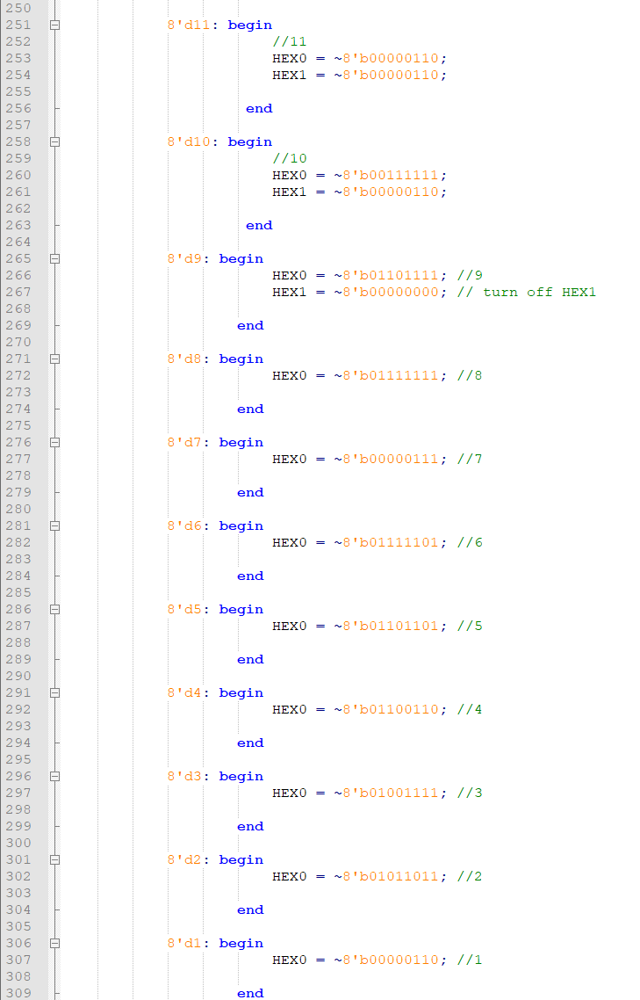 250
251 8'd11: begin
252 //11
253 HEX0 = ~8'b00000110;
254 HEX1 = ~8'b00000110;
255
256 end
257
258 8'd10: begin
259 //10
260 HEX0 = ~8'b00111111;
261 HEX1 = ~8'b00000110;
262
263 end
264
265 8'd9: begin
266 HEX0 = ~8'b01101111; //9
267 HEX1 = ~8'b00000000; // turn off HEX1
268
269 end
270
271 8'd8: begin
272 HEX0 = ~8'b01111111; //8
273
274 end
275
276 8'd7: begin
277 HEX0 = ~8'b00000111; //7
278
279 end
280
281 8'd6: begin
282 HEX0 = ~8'b01111101; //6
283
284 end
285
286 8'd5: begin
287 HEX0 = ~8'b01101101; //5
288
289 end
290
291 8'd4: begin
292 HEX0 = ~8'b01100110; //4
293
294 end
295
296 8'd3: begin
297 HEX0 = ~8'b01001111; //3
298
299 end
300
301 8'd2: begin
302 HEX0 = ~8'b01011011; //2
303
304 end
305
306 8'd1: begin
307 HEX0 = ~8'b00000110; //1
308
309 end